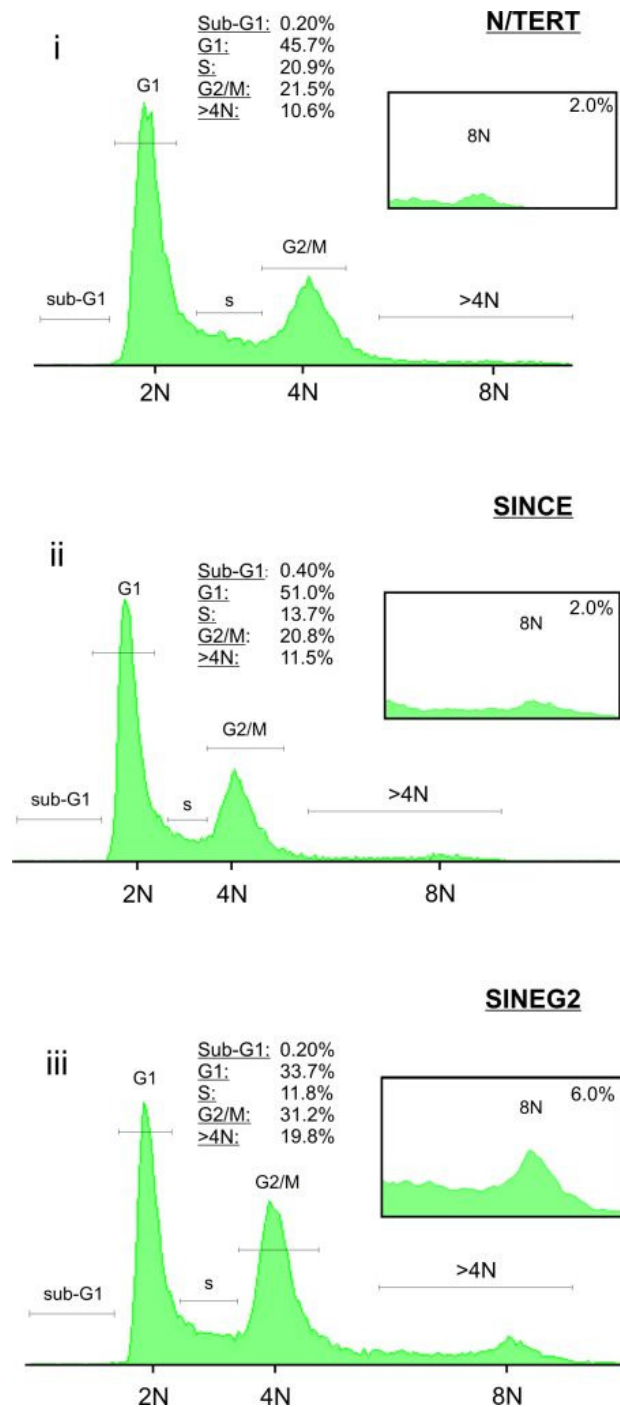 i
N/TERT
Sub-G1: 0.20%
G1: 45.7%
S: 20.9%
G2/M: 21.5%
>4N: 10.6%
2.0%
8N
G1
G2/M
sub-G1
s
>4N
2N 4N 8N
ii
SINCE
Sub-G1: 0.40%
G1: 51.0%
S: 13.7%
G2/M: 20.8%
>4N: 11.5%
2.0%
8N
G1
G2/M
sub-G1
s
>4N
2N 4N 8N
iii
SINEG2
Sub-G1: 0.20%
G1: 33.7%
S: 11.8%
G2/M: 31.2%
>4N: 19.8%
6.0%
8N
G1
G2/M
sub-G1
s
>4N
2N 4N 8N